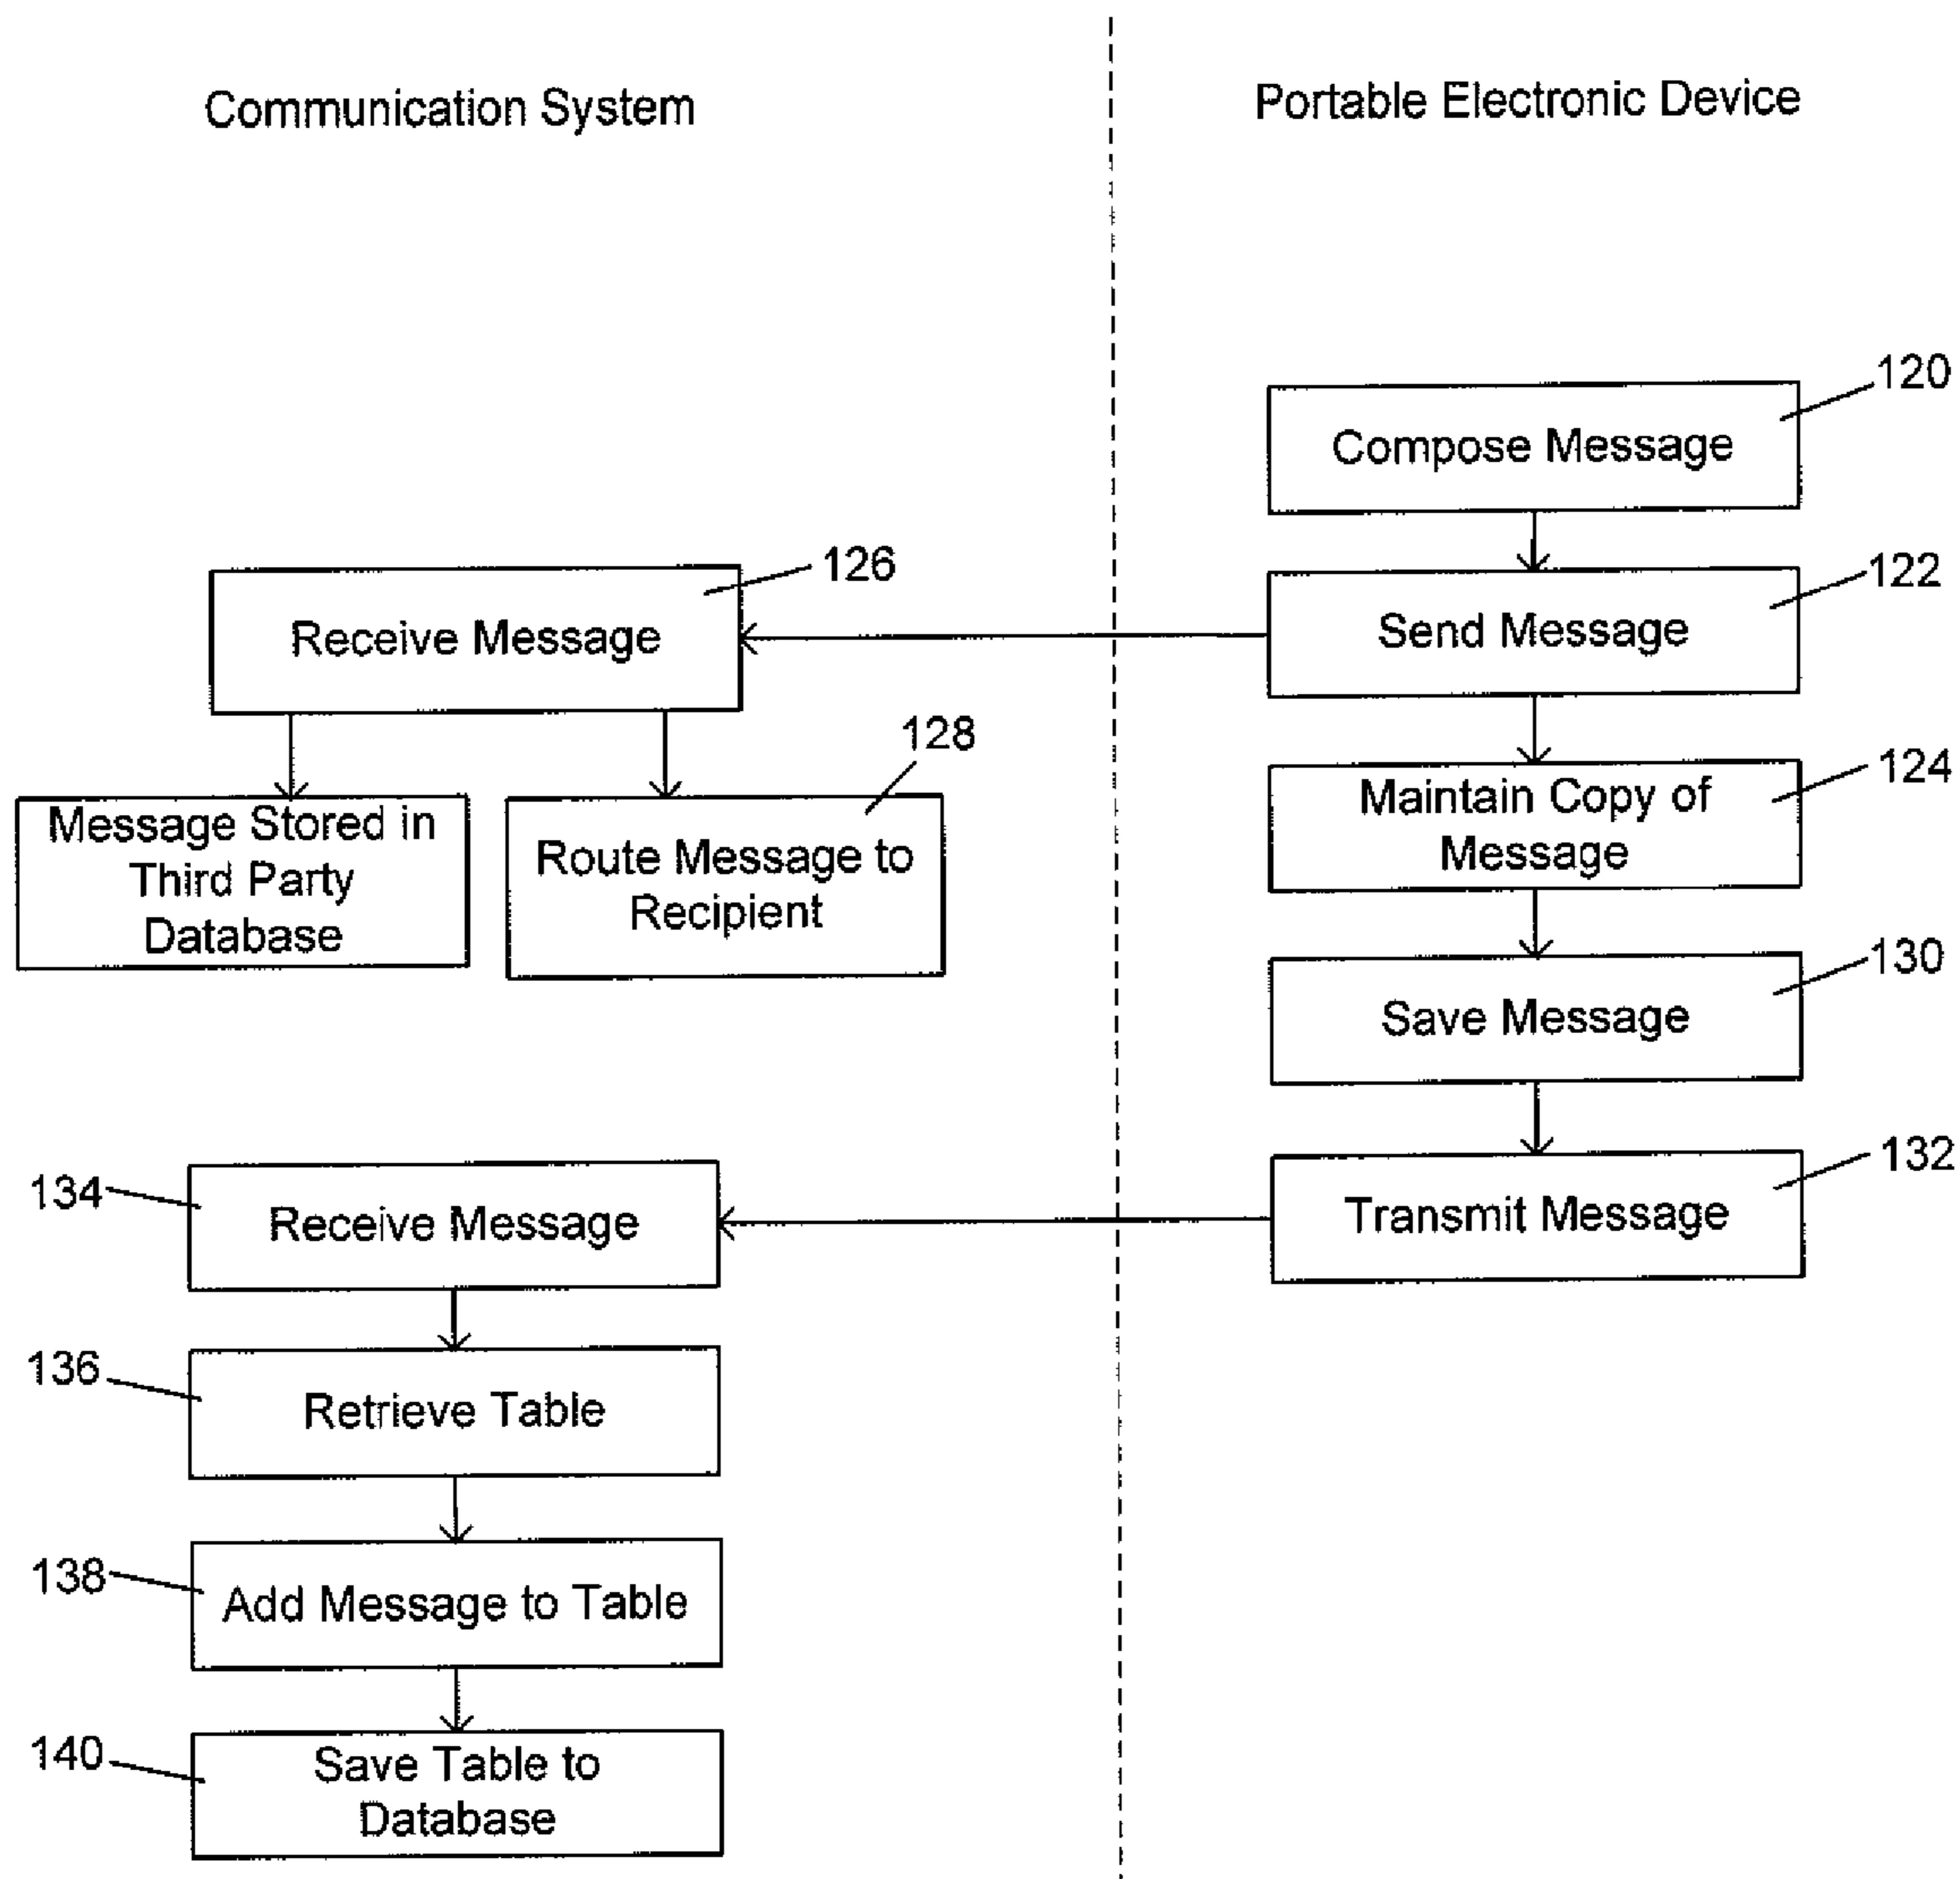 Communication System
Portable Electronic Device
120
Compose Message
122
Send Message
126
Receive Message
124
Maintain Copy of
Message
128
Message Stored in
Third Party
Database
Route Message to
Recipient
130
Save Message
132
Transmit Message
134
Receive Message
136
Retrieve Table
138
Add Message to Table
140
Save Table to
Database